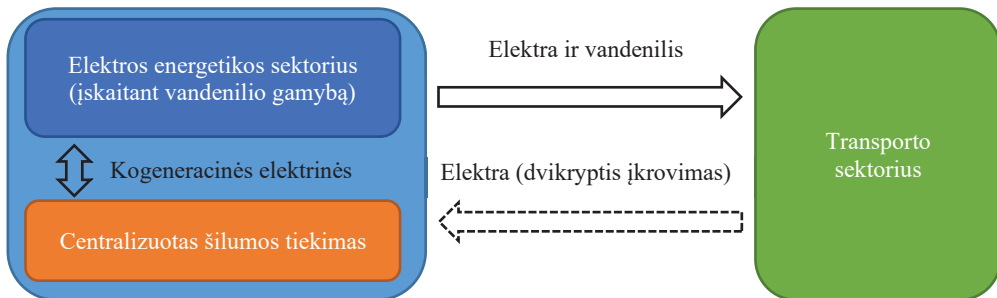 Elektros energetikos sektorius
(įskaitant vandenilio gamybą)
Kogeneracinės elektrinės
Centralizuotas šilumos tiekimas
Elektra ir vandenilis
Elektra (dvikryptis įkrovimas)
Transporto
sektorius